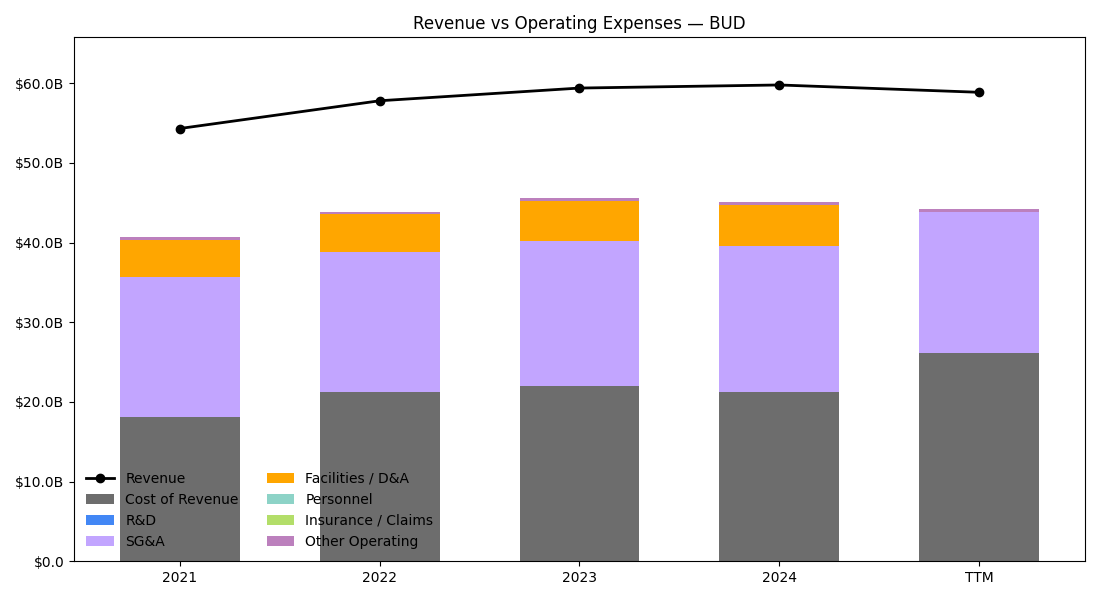 Revenue vs Operating Expenses — BUD
$60.0B
$50.0B
$40.0B
$30.0B
$20.0B
$10.0B
$0.0
Revenue
Cost of Revenue
R&D
SG&A
Facilities / D&A
Personnel
Insurance / Claims
Other Operating
2021
2022
2023
2024
TTM